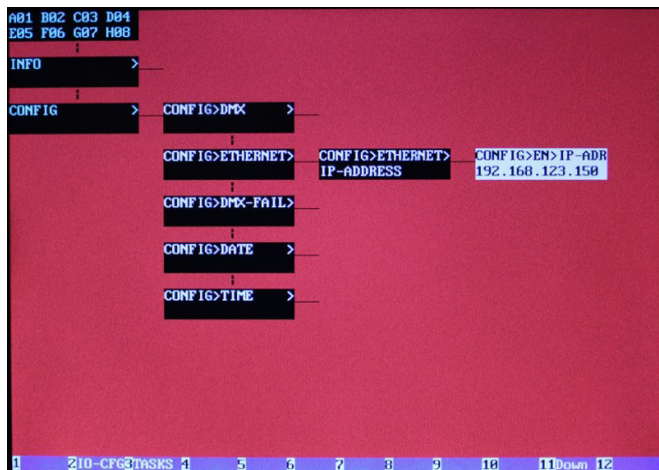 A01 B02 C03 D04
E05 F06 G07 H08
INFO >
CONFIG >
CONFIG>DMX >
CONFIG>ETHERNET>
CONFIG>ETHERNET>
IP-ADDRESS
CONFIG>EN>IP-ADR
192.168.123.150
CONFIG>DMX-FAIL>
CONFIG>DATE >
CONFIG>TIME >
1 2IO-CFG3TASKS 4 5 6 7 8 9 10 11Down 12